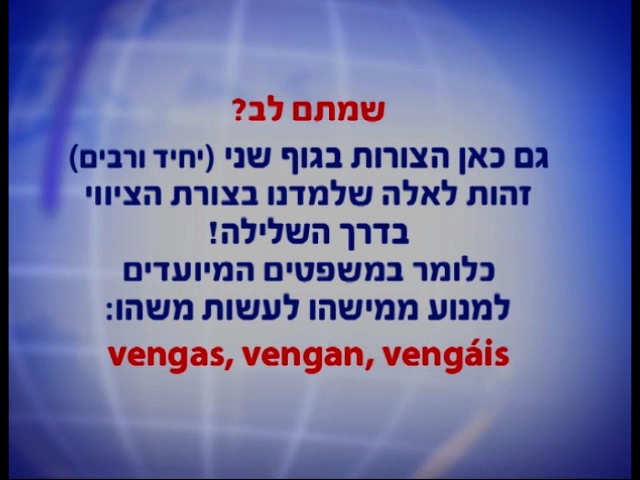 שמתם לב?
גם כאן הצורות בגוף שני (יחיד ורבים)
זהות לאלה שלמדנו בצורת הציווי
בדרך השלילה!
כלומר במשפטים המיועדים
למנוע ממישהו לעשות משהו:
vengas, vengan, vengáis